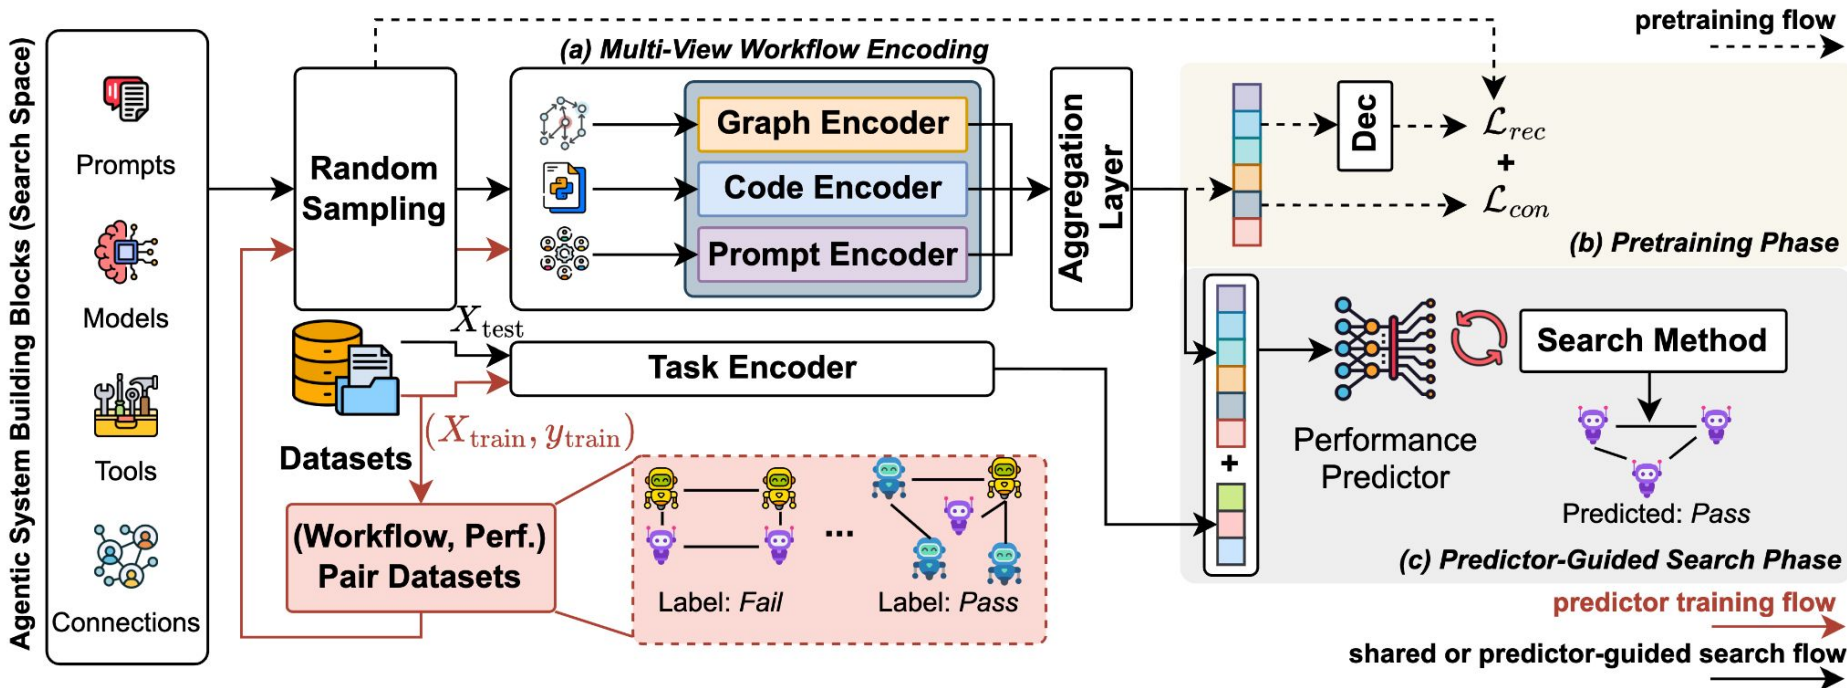 Agentic System Building Blocks (Search Space)
Prompts
Models
Tools
Connections
Random
Sampling
(a) Multi-View Workflow Encoding
Graph Encoder
Code Encoder
Prompt Encoder
Aggregation
Layer
pretraining flow
Dec
ℒrec
+
ℒcon
(b) Pretraining Phase
Xtest
Task Encoder
(Xtrain, ytrain)
Datasets
(Workflow, Perf.)
Pair Datasets
...
Label: Fail
Label: Pass
+
Performance
Predictor
Search Method
Predicted: Pass
(c) Predictor-Guided Search Phase
predictor training flow
shared or predictor-guided search flow